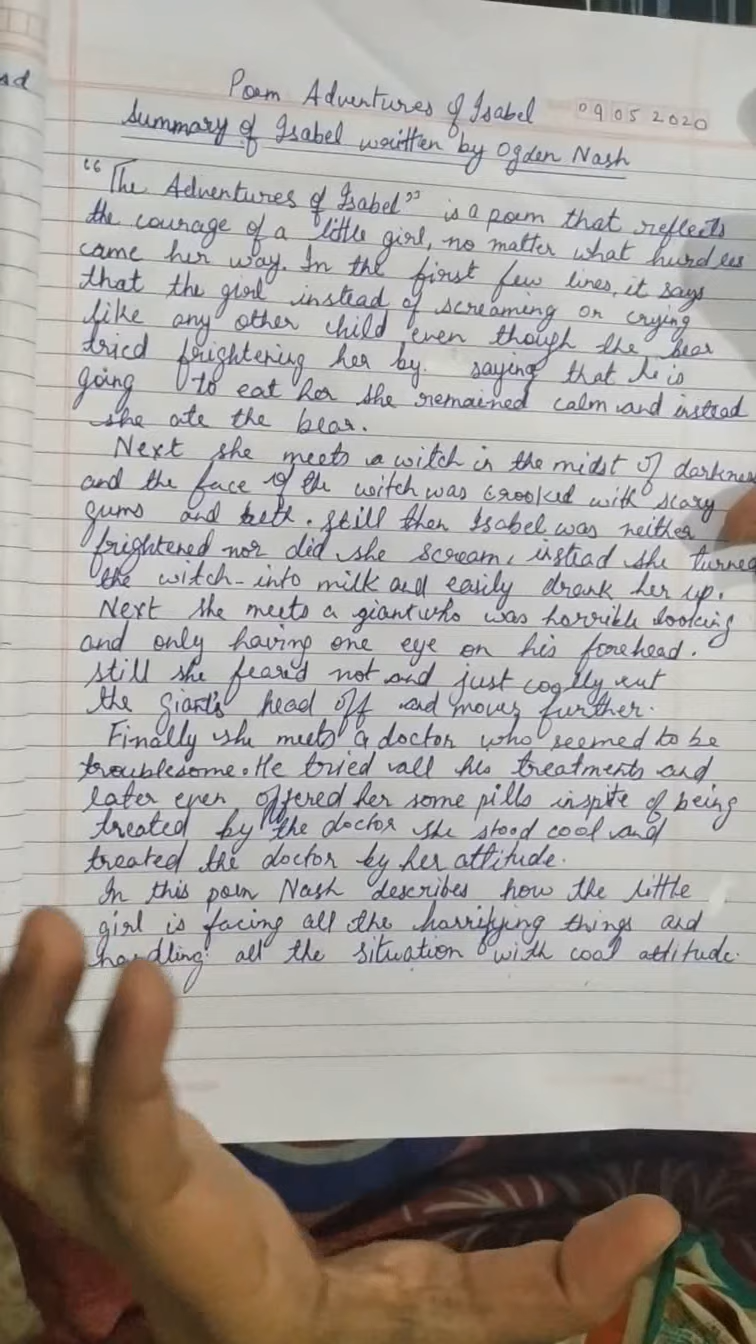 sd
Poem Adventures of Isabel 09 05 2020
Summary of Isabel written by Ogden Nash
"The Adventures of Isabel" is a poem that reflects
the courage of a little girl, no matter what hurdles
came her way. In the first few lines, it says
that the girl instead of screaming or crying
like any other child even though the bear
tried frightening her by. saying that he is
going to eat her she remained calm and instead
she ate the bear.
Next she meets a witch in the midst of darkness
and the face of the witch was crooked with scary
gums and teeth. Still then Isabel was neither
frightened nor did she scream, instead she turned
the witch into milk and easily drank her up.
Next she meets a giant who was horrible looking
and only having one eye on his forehead.
Still she feared not and just coolly cut
the giant's head off and moves further.
Finally she meets a doctor who seemed to be
troublesome. He tried all his treatments and
later even offered her some pills inspite of being
treated by the doctor she stood cool and
treated the doctor by her attitude.
In this poem Nash describes how the little
girl is facing all the horrifying things and
handling all the situation with cool attitude.